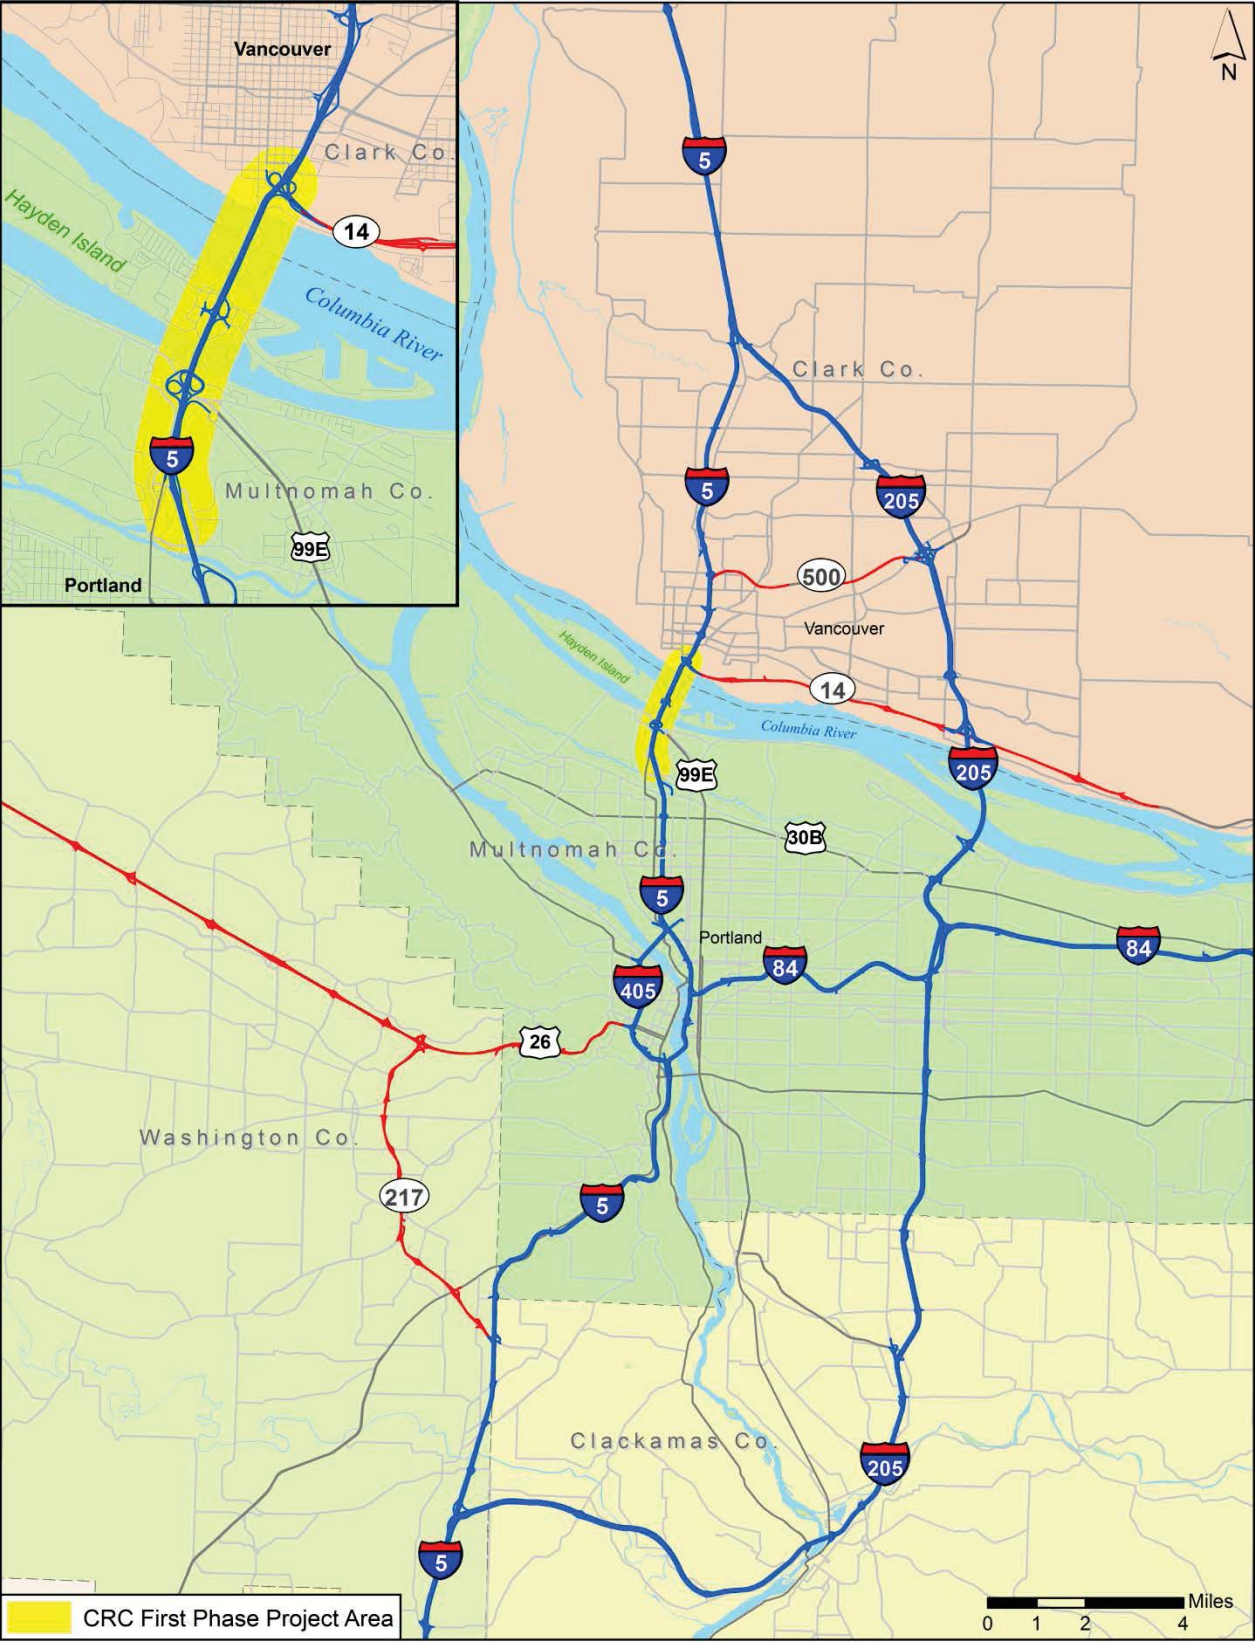 Vancouver
Clark Co.
Hayden Island
14
Columbia River
5
Multnomah Co.
99E
Portland
N
5
Clark Co.
5
205
500
Vancouver
Hayden Island
14
Columbia River
99E
205
30B
Multnomah Co.
5
Portland
84
84
405
26
Washington Co.
217
5
Clackamas Co.
205
5
CRC First Phase Project Area
Miles
0 1 2 4